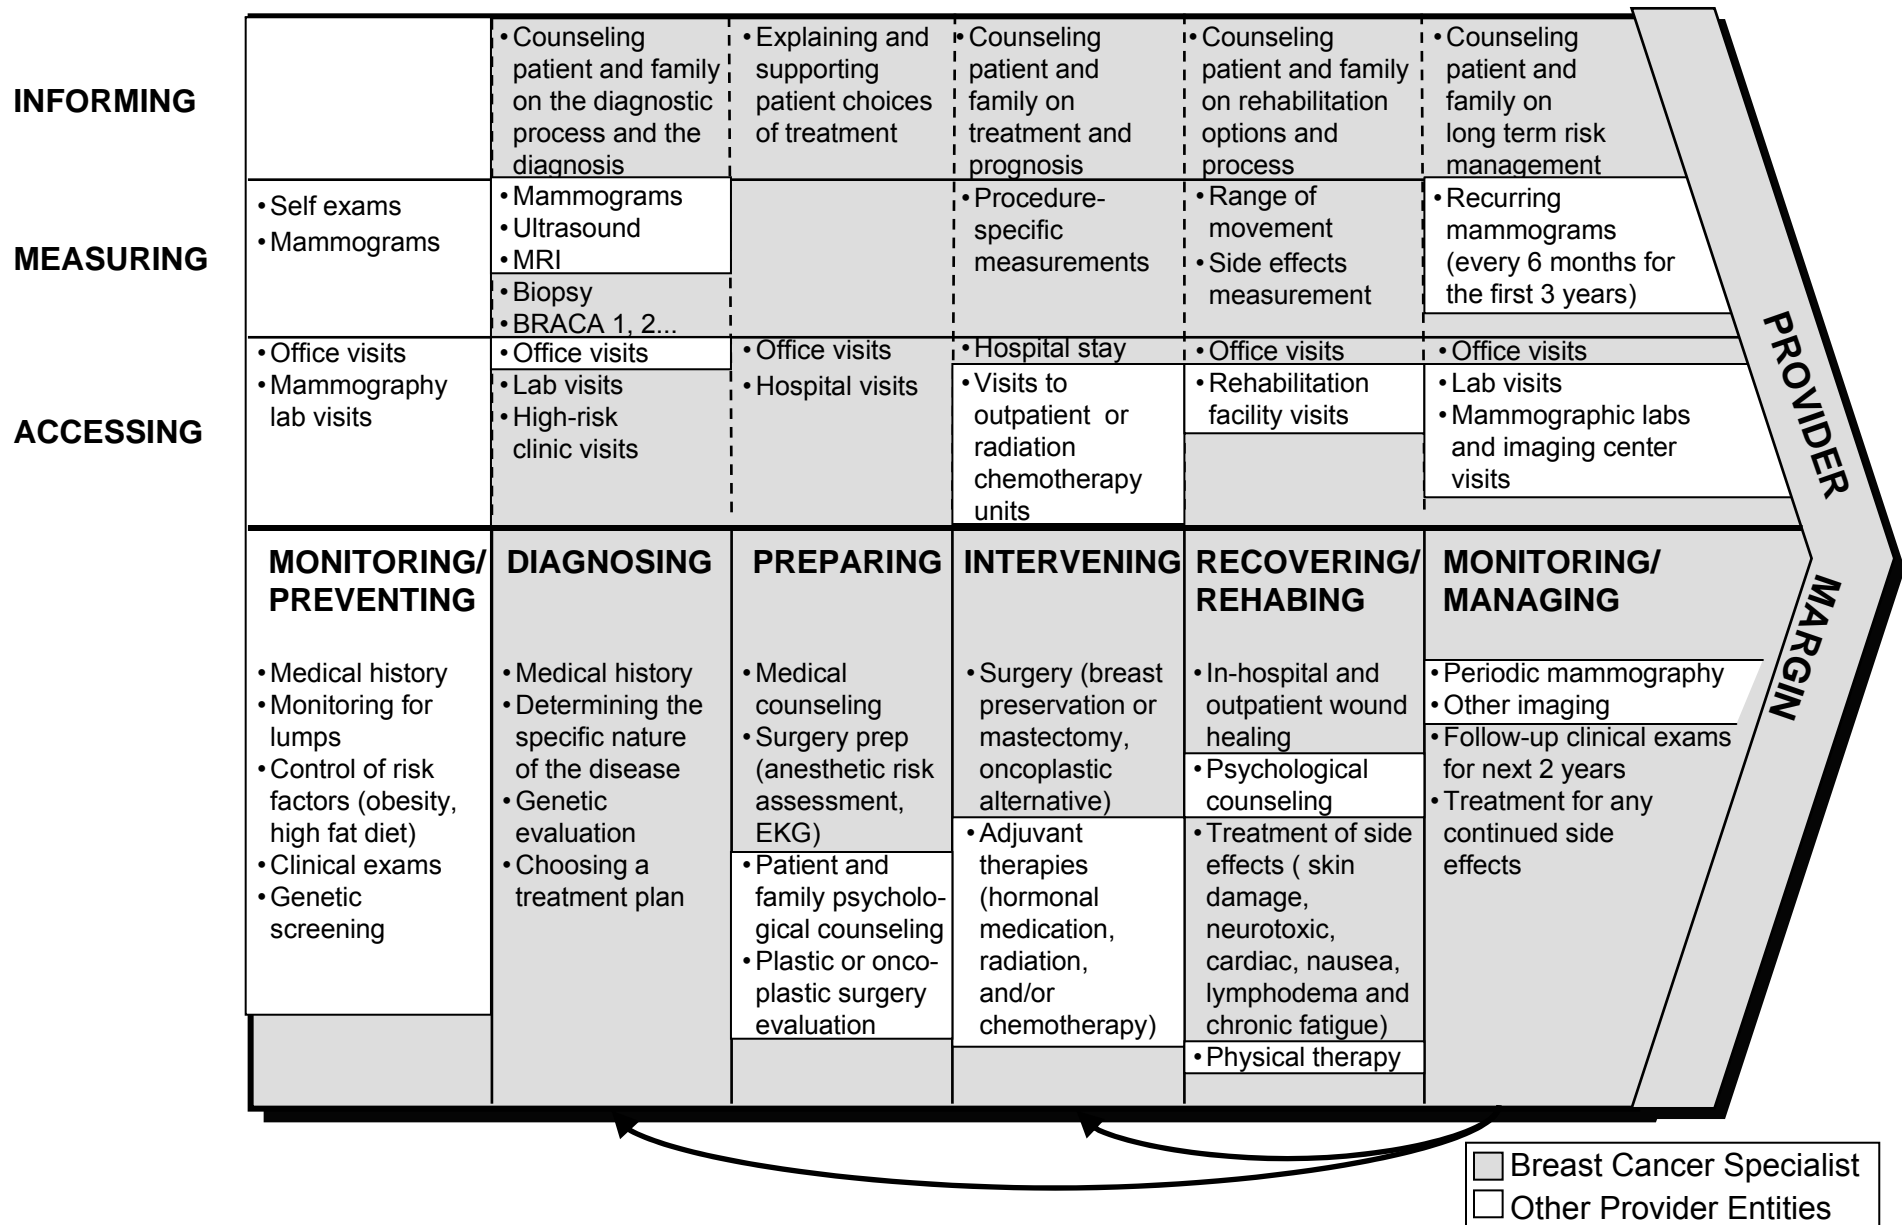 INFORMING
• Counseling
patient and family
on the diagnostic
process and the
diagnosis
• Explaining and
supporting
patient choices
of treatment
• Counseling
patient and
family on
treatment and
prognosis
• Counseling
patient and family
on rehabilitation
options and
process
• Counseling
patient and
family on
long term risk
management
MEASURING
• Self exams
• Mammograms
• Mammograms
• Ultrasound
• MRI
• Biopsy
• BRACA 1, 2...
• Procedure-
specific
measurements
• Range of
movement
• Side effects
measurement
• Recurring
mammograms
(every 6 months for
the first 3 years)
ACCESSING
• Office visits
• Mammography
lab visits
• Office visits
• Lab visits
• High-risk
clinic visits
• Office visits
• Hospital visits
• Hospital stay
• Visits to
outpatient or
radiation
chemotherapy
units
• Office visits
• Rehabilitation
facility visits
• Office visits
• Lab visits
• Mammographic labs
and imaging center
visits
MONITORING/
PREVENTING
• Medical history
• Monitoring for
lumps
• Control of risk
factors (obesity,
high fat diet)
• Clinical exams
• Genetic
screening
DIAGNOSING
• Medical history
• Determining the
specific nature
of the disease
• Genetic
evaluation
• Choosing a
treatment plan
PREPARING
• Medical
counseling
• Surgery prep
(anesthetic risk
assessment,
EKG)
• Patient and
family psycholo-
gical counseling
• Plastic or onco-
plastic surgery
evaluation
INTERVENING
• Surgery (breast
preservation or
mastectomy,
oncoplastic
alternative)
• Adjuvant
therapies
(hormonal
medication,
radiation,
and/or
chemotherapy)
RECOVERING/
REHABING
• In-hospital and
outpatient wound
healing
• Psychological
counseling
• Treatment of side
effects ( skin
damage,
neurotoxic,
cardiac, nausea,
lymphodema and
chronic fatigue)
• Physical therapy
MONITORING/
MANAGING
• Periodic mammography
• Other imaging
• Follow-up clinical exams
for next 2 years
• Treatment for any
continued side
effects
PROVIDER
MARGIN
Breast Cancer Specialist
Other Provider Entities